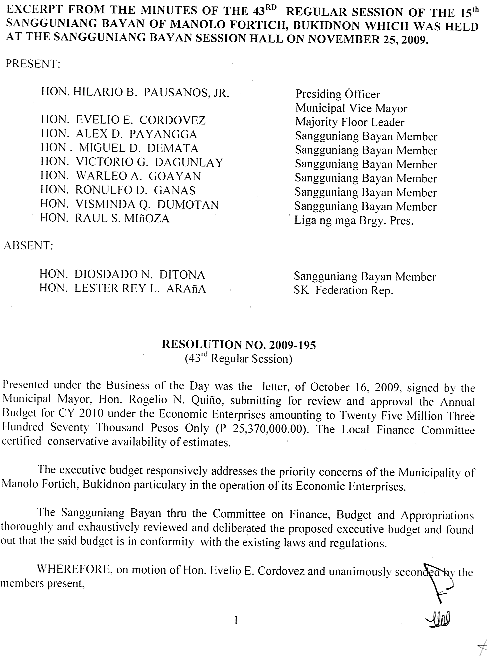 EXCERPT FROM THE MINUTES OF THE 43RD REGULAR SESSION OF THE 15th
SANGGUNIANG BAYAN OF MANOLO FORTICH, BUKIDNON WHICH WAS HELD
AT THE SANGGUNIANG BAYAN SESSION HALL ON NOVEMBER 25, 2009.
PRESENT:
HON. HILARIO B. PAUSANOS, JR. Presiding Officer
Municipal Vice Mayor
HON. EVELIO E. CORDOVEZ Majority Floor Leader
HON. ALEX D. PAYANGGA Sangguniang Bayan Member
HON . MIGUEL D. DEMATA Sangguniang Bayan Member
HON. VICTORIO G. DAGUNLAY Sangguniang Bayan Member
HON. WARLEO A. GOAYAN Sangguniang Bayan Member
HON. RONULFO D. GANAS Sangguniang Bayan Member
HON. VISMINDA Q. DUMOTAN Sangguniang Bayan Member
HON. RAUL S. MIñOZA Liga ng mga Brgy. Pres.
ABSENT:
HON. DIOSDADO N. DITONA Sangguniang Bayan Member
HON. LESTER REY L. ARAñA SK Federation Rep.
RESOLUTION NO. 2009-195
(43rd Regular Session)
Presented under the Business of the Day was the letter, of October 16, 2009, signed by the
Municipal Mayor, Hon. Rogelio N. Quiño, submitting for review and approval the Annual
Budget for CY 2010 under the Economic Enterprises amounting to Twenty Five Million Three
Hundred Seventy Thousand Pesos Only (P 25,370,000.00). The Local Finance Committee
certified conservative availability of estimates.
The executive budget responsively addresses the priority concerns of the Municipality of
Manolo Fortich, Bukidnon particulary in the operation of its Economic Enterprises.
The Sangguniang Bayan thru the Committee on Finance, Budget and Appropriations
thoroughly and exhaustively reviewed and deliberated the proposed executive budget and found
out that the said budget is in conformity with the existing laws and regulations.
WHEREFORE, on motion of Hon. Evelio E. Cordovez and unanimously seconded by the
members present,
1